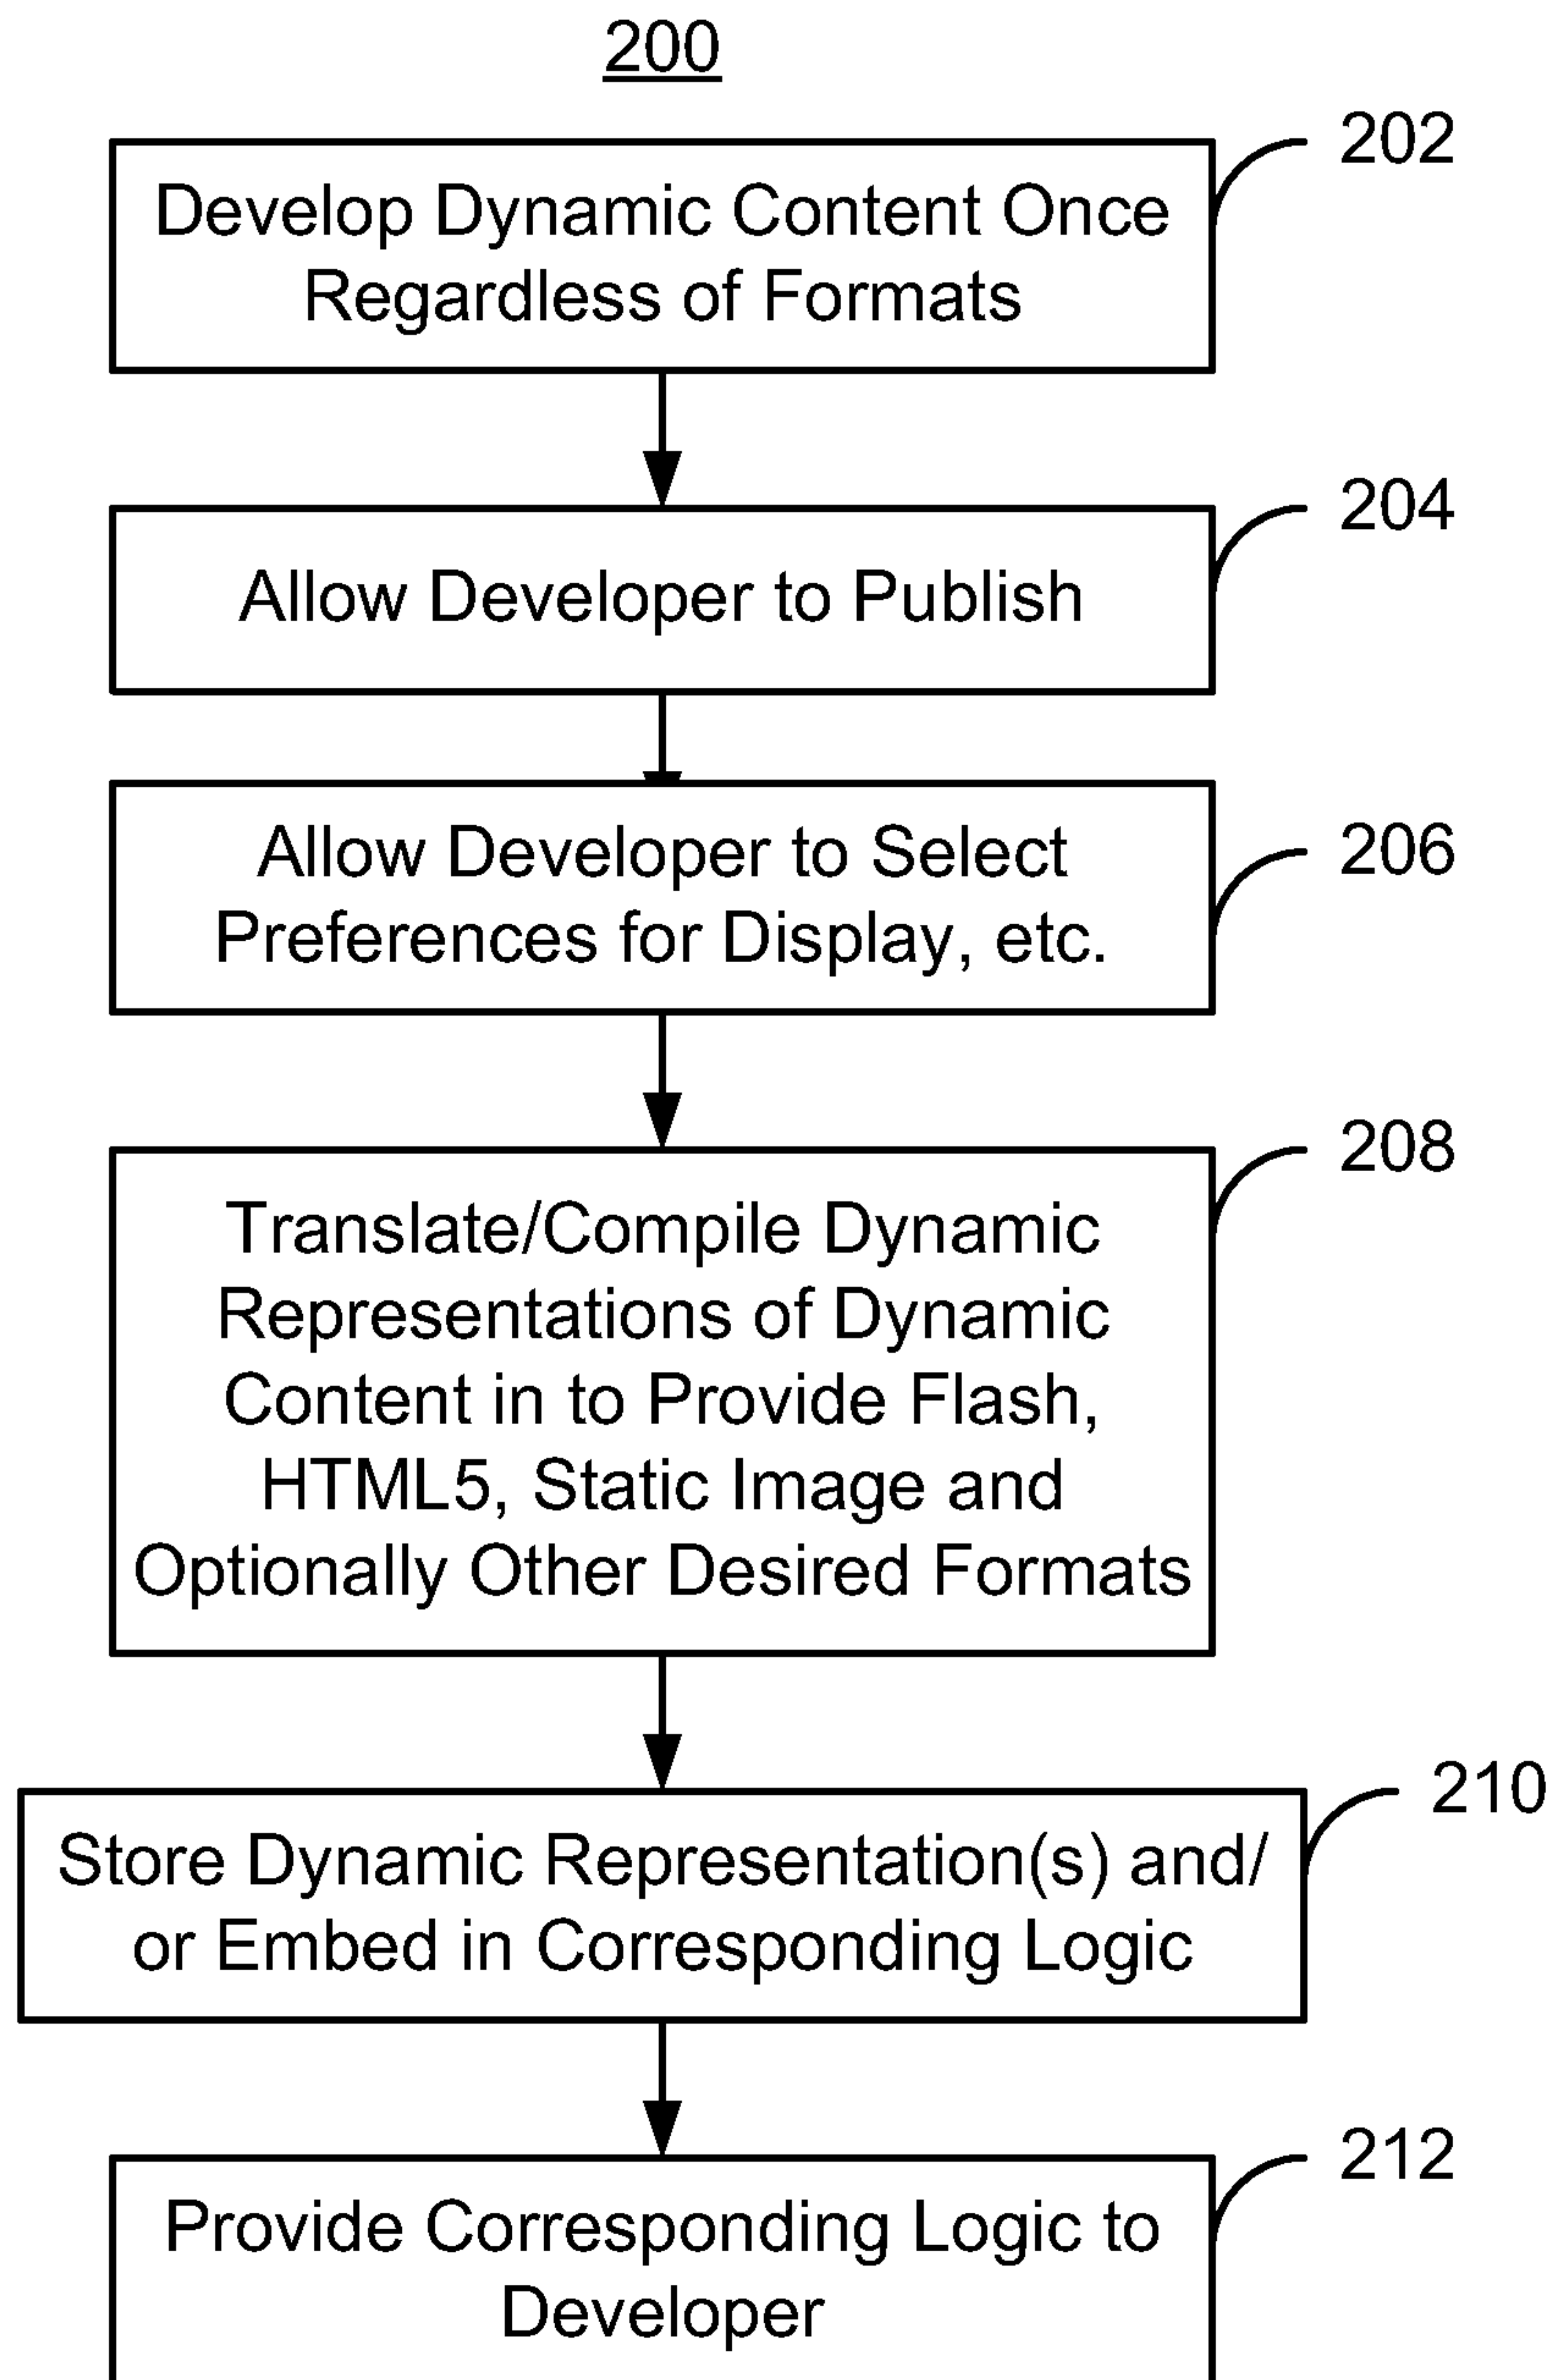 200
202
Develop Dynamic Content Once
Regardless of Formats
204
Allow Developer to Publish
206
Allow Developer to Select
Preferences for Display, etc.
208
Translate/Compile Dynamic
Representations of Dynamic
Content in to Provide Flash,
HTML5, Static Image and
Optionally Other Desired Formats
210
Store Dynamic Representation(s) and/
or Embed in Corresponding Logic
212
Provide Corresponding Logic to
Developer